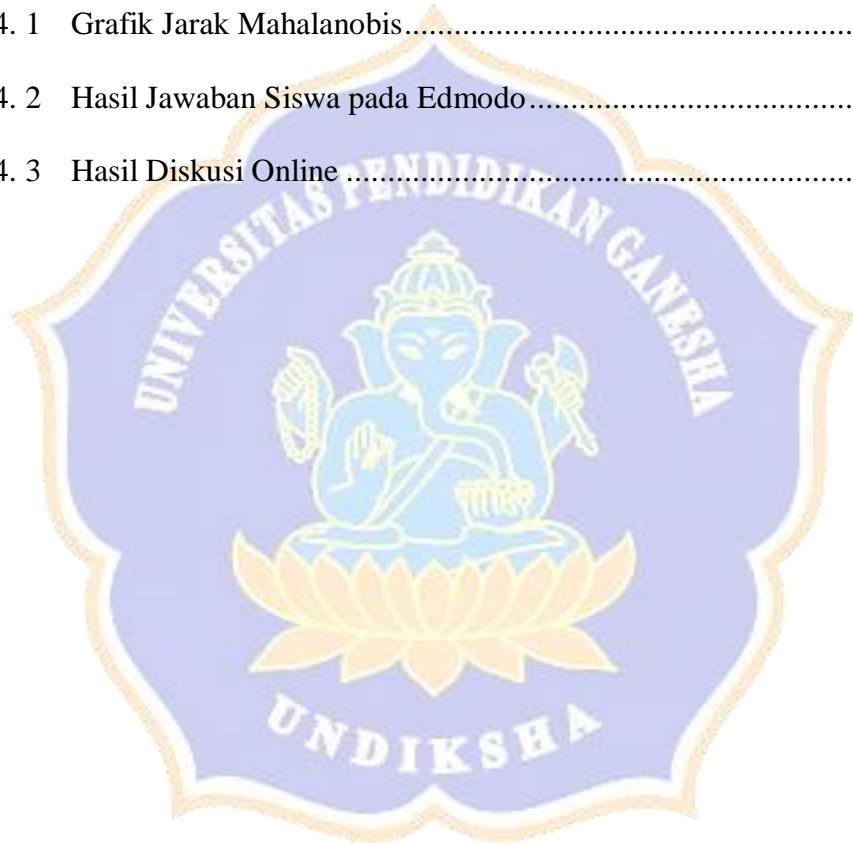 4. 1 Grafik Jarak Mahalanobis......................................................
4. 2 Hasil Jawaban Siswa pada Edmodo.......................................
4. 3 Hasil Diskusi Online ..............................................................
UNIVERSITAS PENDIDIKAN GANESHA
UNDIKSHA